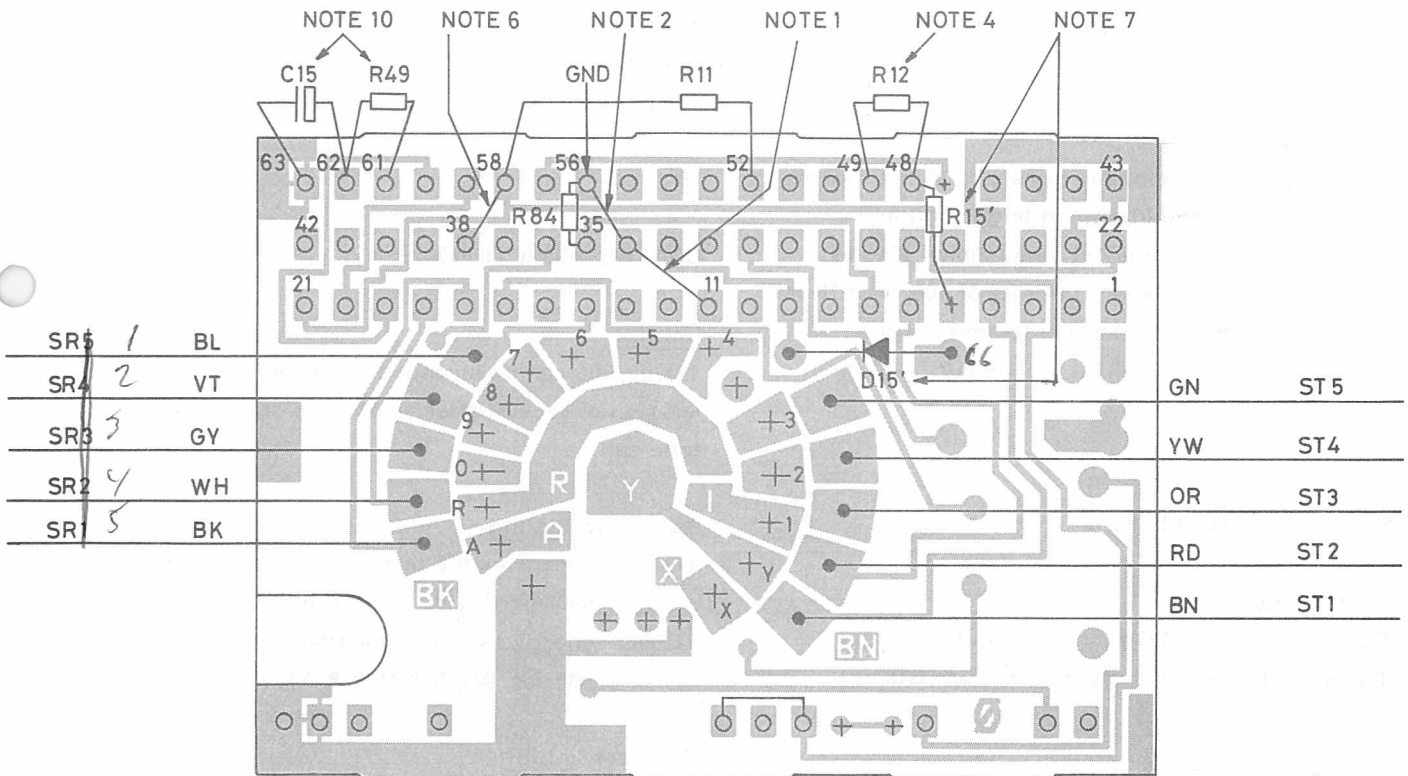 NOTE 10 NOTE 6 NOTE 2 NOTE 1 NOTE 4 NOTE 7
C15 R49 GND R11 R12
63 62 61 58 56 52 49 48 43
42 38 R84 35 R15' 22
21 11 1
SR5 1 BL
7 6 5 4
66
D15'
SR4 2 VT
8
GN ST5
SR3 3 GY
9 3
YW ST4
SR2 4 WH
0 R Y I 2
OR ST3
SR1 5 BK
R A A 1
RD ST2
BK X X Y
BN ST1
BN
Ø